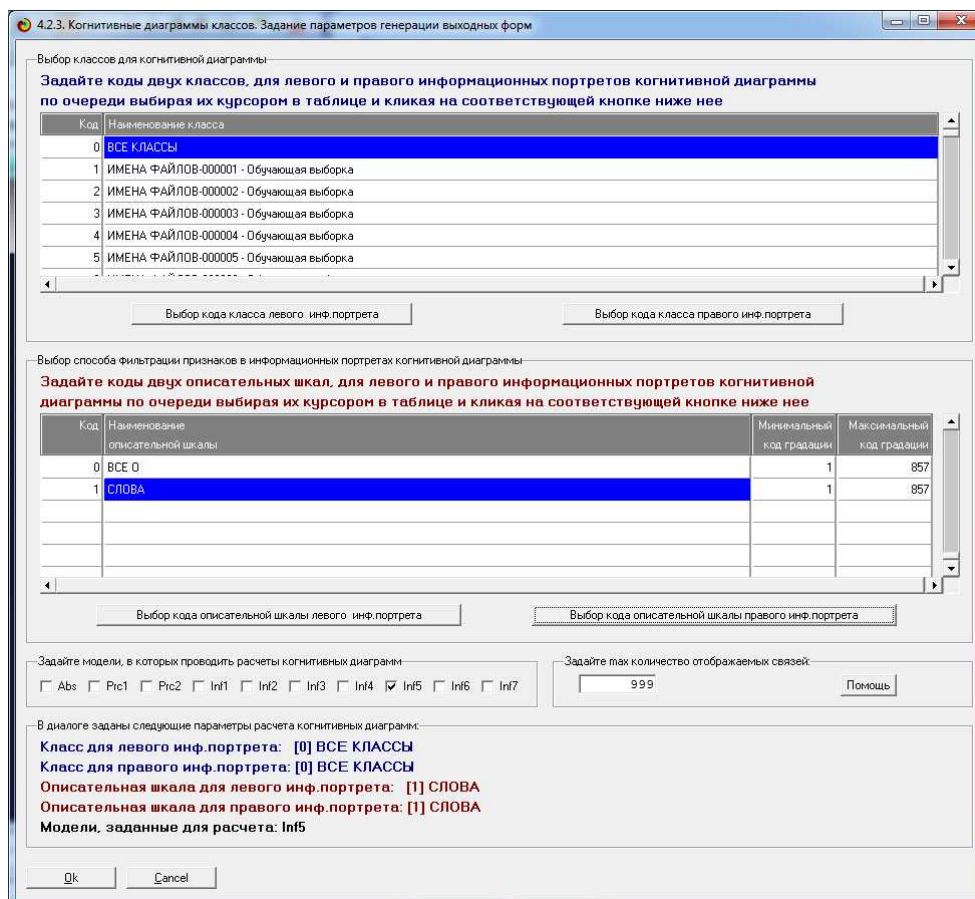 4.2.3. Когнитивные диаграммы классов. Задание параметров генерации выходных форм
Выбор классов для когнитивной диаграммы
Задайте коды двух классов, для левого и правого информационных портретов когнитивной диаграммы
по очереди выбирая их курсором в таблице и кликая на соответствующей кнопке ниже нее
Код Наименование класса
0 ВСЕ КЛАССЫ
1 ИМЕНА ФАЙЛОВ-000001 - Обучающая выборка
2 ИМЕНА ФАЙЛОВ-000002 - Обучающая выборка
3 ИМЕНА ФАЙЛОВ-000003 - Обучающая выборка
4 ИМЕНА ФАЙЛОВ-000004 - Обучающая выборка
5 ИМЕНА ФАЙЛОВ-000005 - Обучающая выборка
Выбор кода класса левого инф.портрета Выбор кода класса правого инф.портрета
Выбор способа фильтрации признаков в информационных портретах когнитивной диаграммы
Задайте коды двух описательных шкал, для левого и правого информационных портретов когнитивной
диаграммы по очереди выбирая их курсором в таблице и кликая на соответствующей кнопке ниже нее
Код Наименование Минимальный Максимальный
описательной шкалы код градации код градации
0 ВСЕ О 1 857
1 СЛОВА 1 857
Выбор кода описательной шкалы левого инф.портрета Выбор кода описательной шкалы правого инф.портрета
Задайте модели, в которых проводить расчеты когнитивных диаграмм Задайте max количество отображаемых связей:
Abs Prc1 Prc2 Inf1 Inf2 Inf3 Inf4 Inf5 Inf6 Inf7 999 Помощь
В диалоге заданы следующие параметры расчета когнитивных диаграмм:
Класс для левого инф.портрета: [0] ВСЕ КЛАССЫ
Класс для правого инф.портрета: [0] ВСЕ КЛАССЫ
Описательная шкала для левого инф.портрета: [1] СЛОВА
Описательная шкала для правого инф.портрета: [1] СЛОВА
Модели, заданные для расчета: Inf5
Ok Cancel